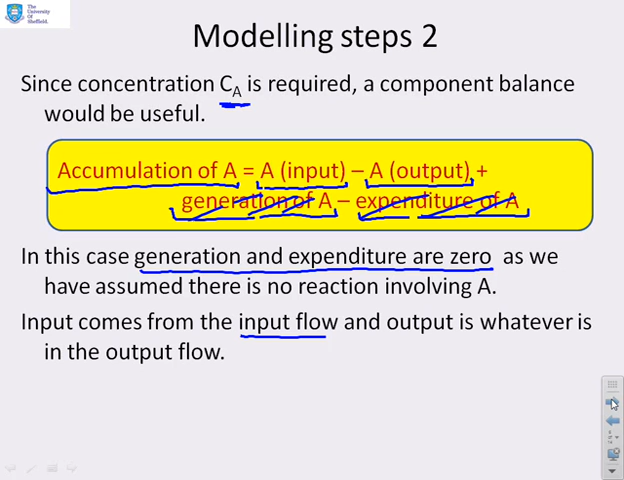 The
University
Of
Sheffield.
Modelling steps 2
Since concentration CA is required, a component balance
would be useful.
Accumulation of A = A (input) – A (output) +
generation of A – expenditure of A
In this case generation and expenditure are zero as we
have assumed there is no reaction involving A.
Input comes from the input flow and output is whatever is
in the output flow.